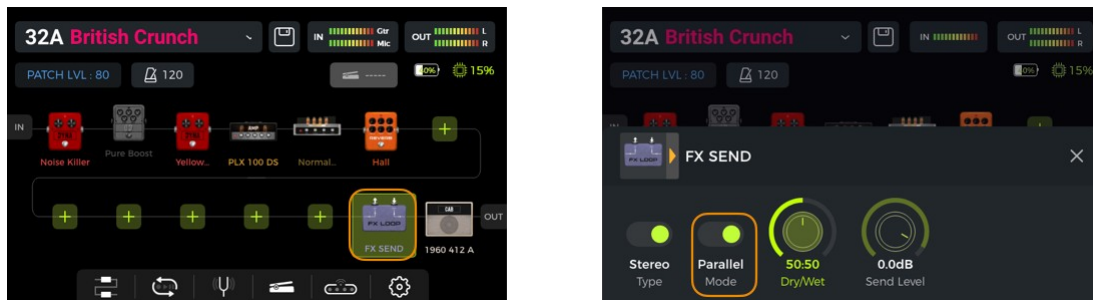 32A British Crunch
IN
Gtr
Mic
OUT
L
R
PATCH LVL : 80
120
-----
0%
15%
IN
Noise Killer
Pure Boost
Yellow..
PLX 100 DS
Normal..
Hall
FX LOOP
FX SEND
CAB
1960 412 A
OUT
32A British Crunch
IN
OUT
L
R
PATCH LVL : 80
120
0%
15%
FX LOOP
FX SEND
Stereo
Type
Parallel
Mode
50:50
Dry/Wet
0.0dB
Send Level